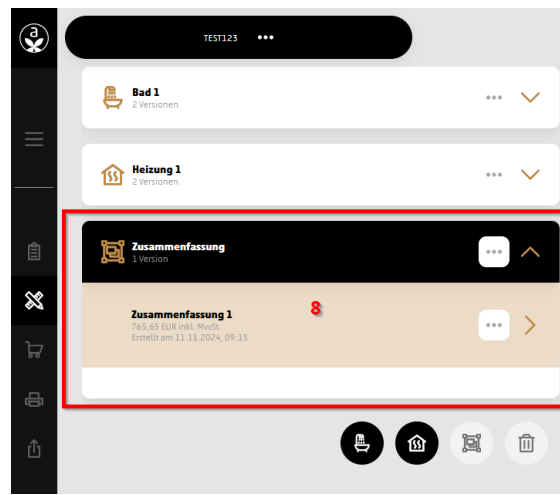 a
TEST123
Bad 1
2 Versionen
Heizung 1
2 Versionen
Zusammenfassung
1 Version
Zusammenfassung 1
765,65 EUR inkl. MwSt.
Erstellt am 11.11.2024, 09:15
8